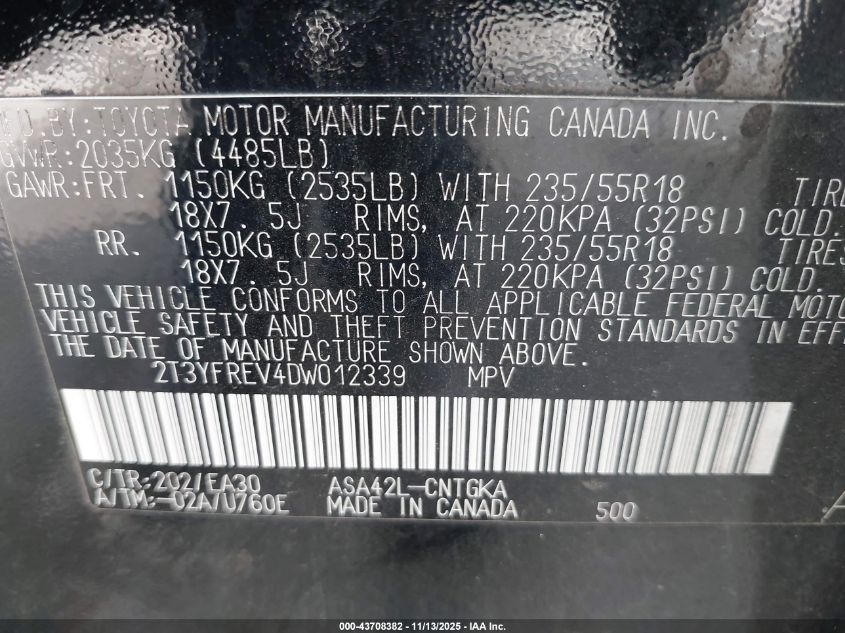 MFD.BY:TOYOTA MOTOR MANUFACTURING CANADA INC.
GVWR:2035KG (4485LB)
GAWR:FRT. 1150KG (2535LB) WITH 235/55R18 TIRE
18X7.5J RIMS, AT 220KPA (32PSI) COLD.
RR. 1150KG (2535LB) WITH 235/55R18 TIRES
18X7.5J RIMS, AT 220KPA (32PSI) COLD.
THIS VEHICLE CONFORMS TO ALL APPLICABLE FEDERAL MOTO
VEHICLE SAFETY AND THEFT PREVENTION STANDARDS IN EFF
THE DATE OF MANUFACTURE SHOWN ABOVE.
2T3YFREV4DW012339 MPV
C/TR:202/EA30 ASA42L-CNTGKA
A/TM:-02A/U760E MADE IN CANADA 500
000-43708382 | 11/13/2025 - IAA Inc.